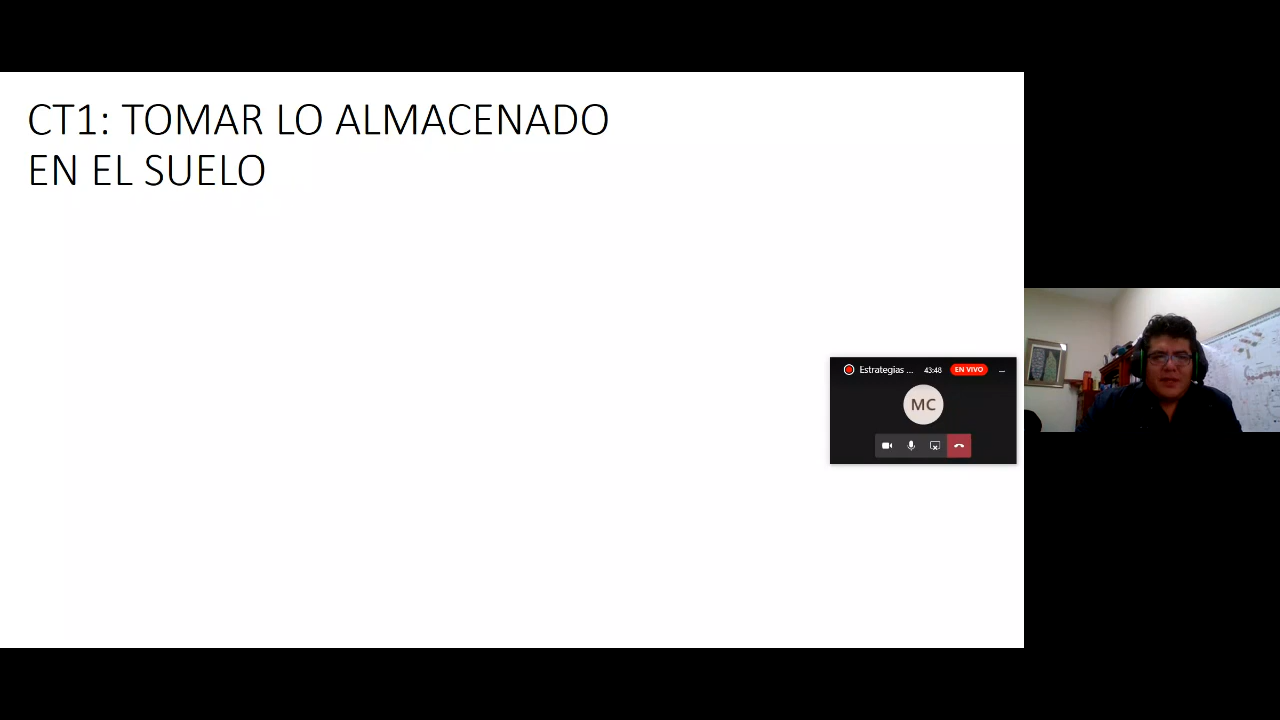 CT1: TOMAR LO ALMACENADO
EN EL SUELO
Estrategias ...
43:48
EN VIVO
MC